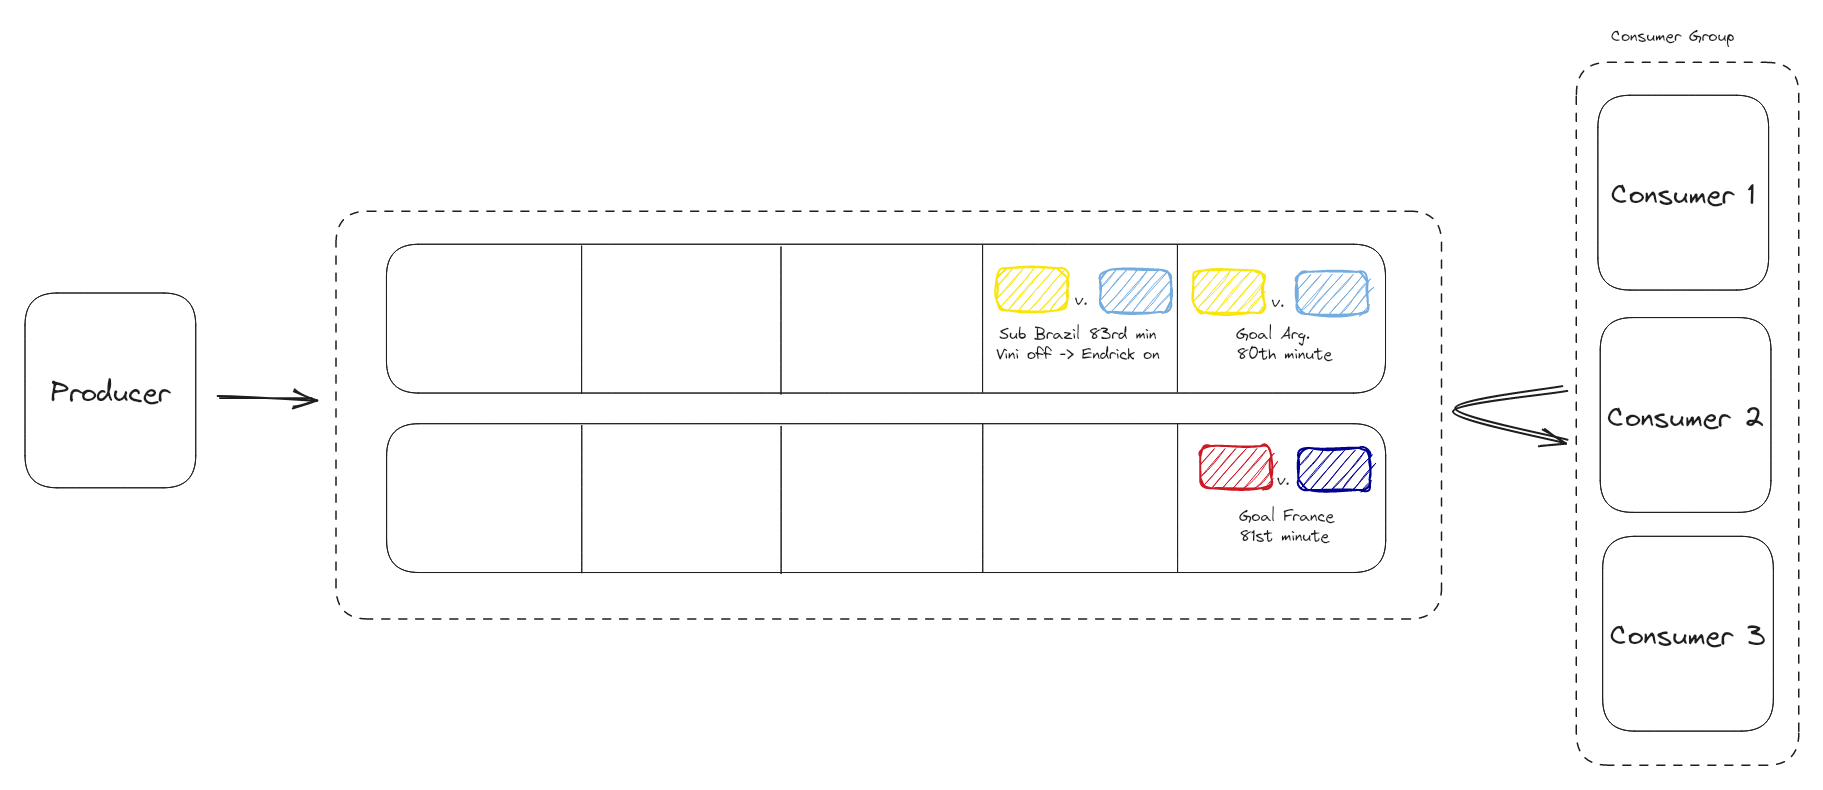 Consumer Group
Producer
v.
Sub Brazil 83rd min
Vini off -> Endrick on
v.
Goal Arg.
80th minute
v.
Goal France
81st minute
Consumer 1
Consumer 2
Consumer 3